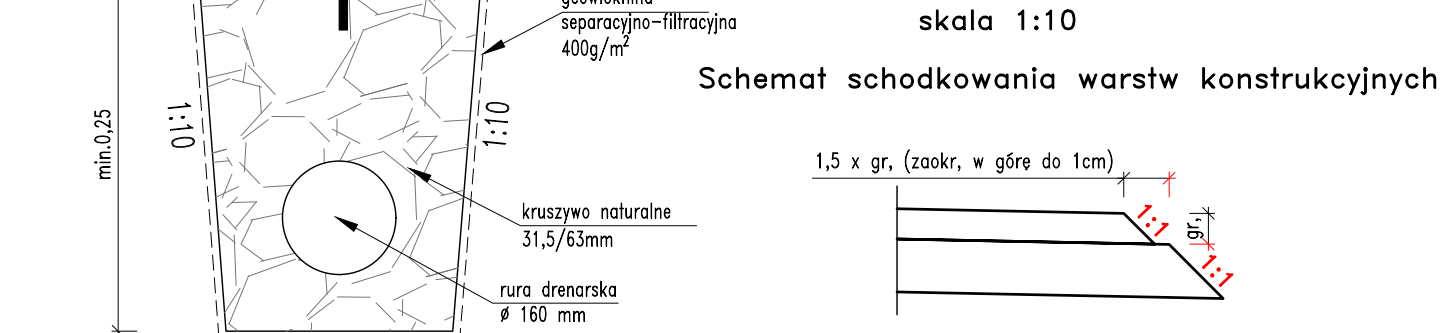 separacyjno-filtracyjna
400g/m²
min.0,25
1:10
1:10
kruszywo naturalne
31,5/63mm
rura drenarska
ø 160 mm
skala 1:10
Schemat schodkowania warstw konstrukcyjnych
1,5 x gr, (zaokr, w górę do 1cm)
1:1
gr,
1:1